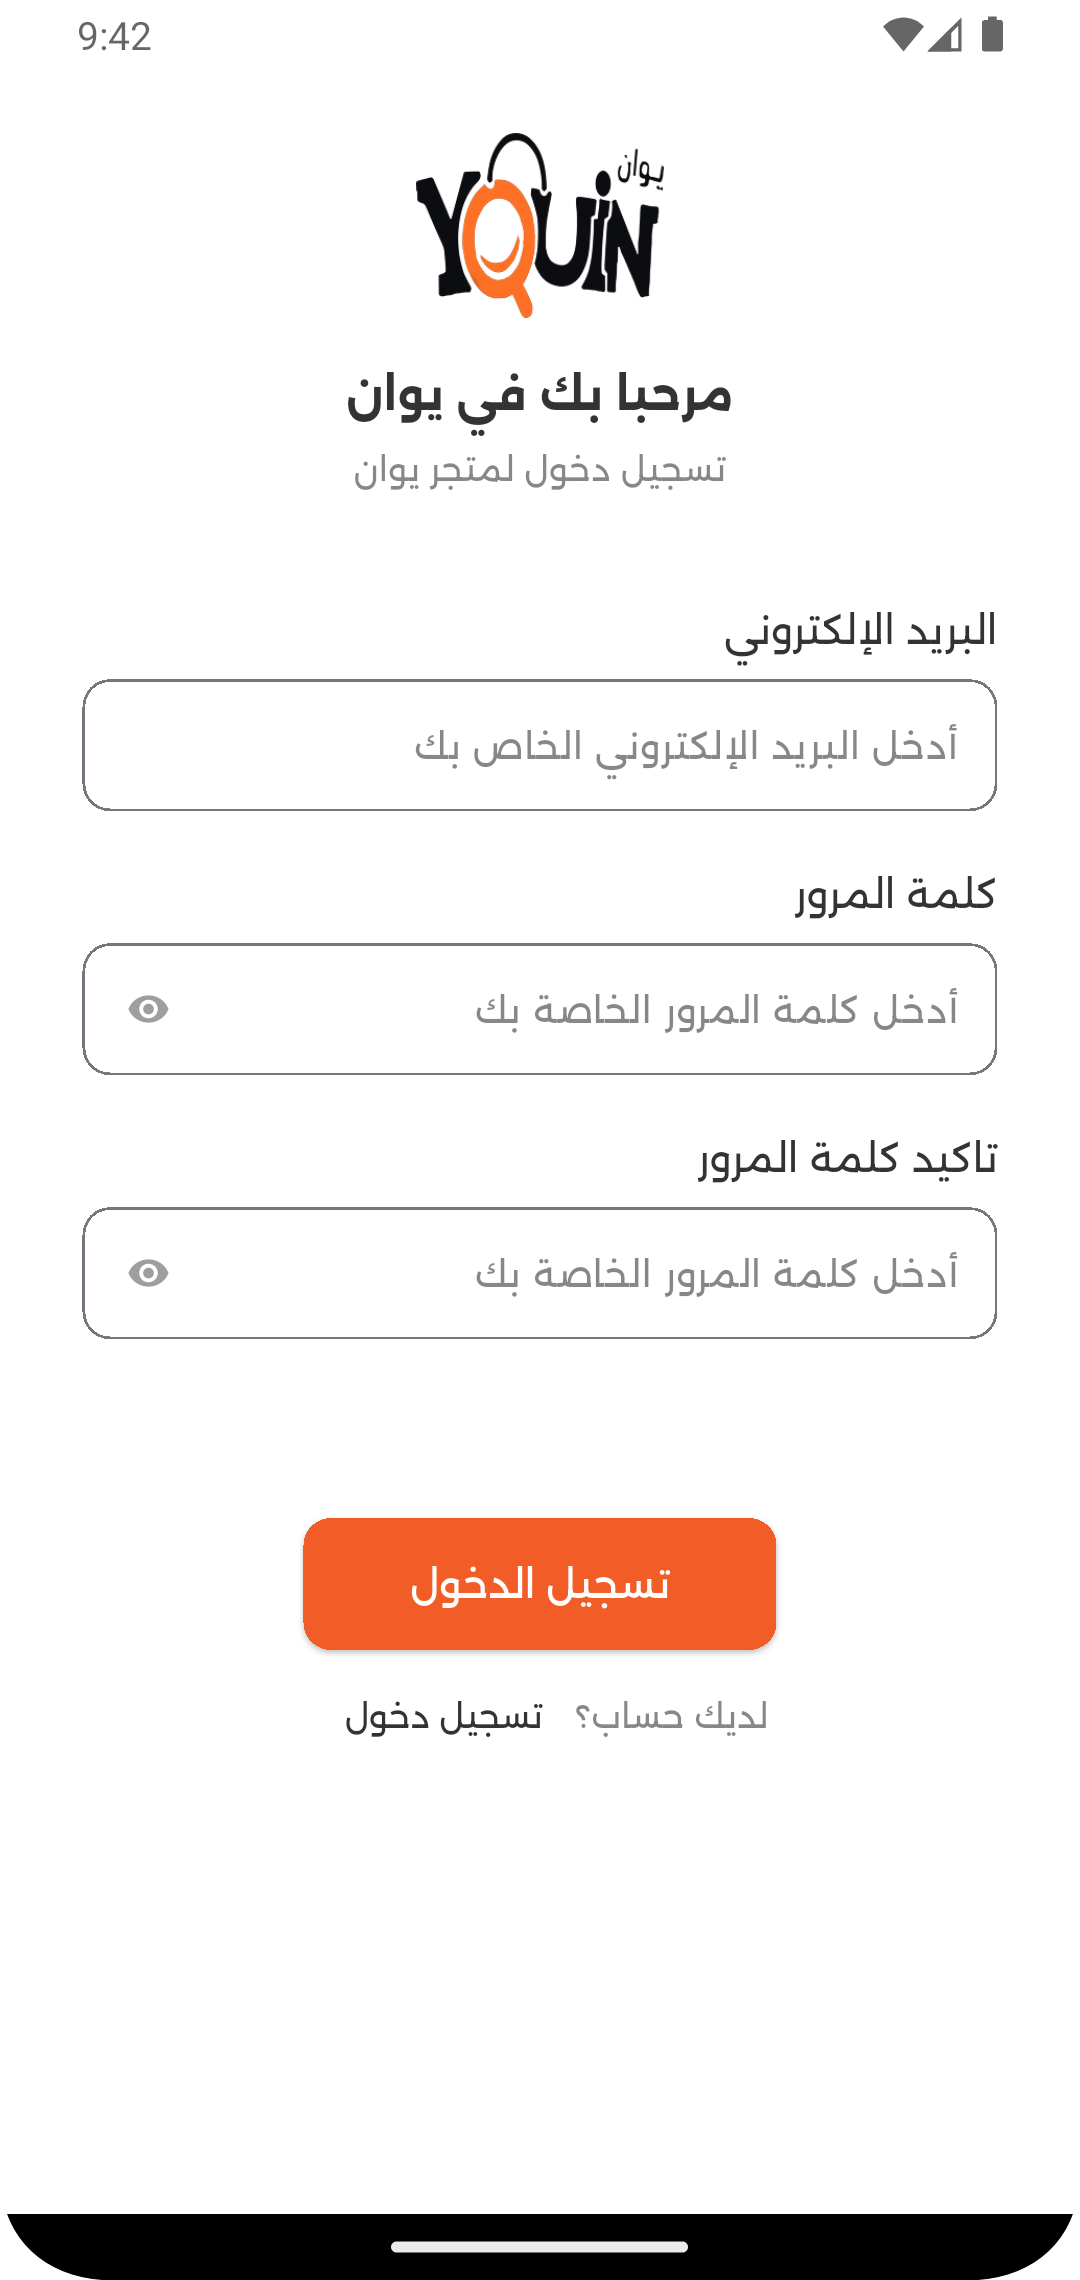 9:42
يوان
YQUiN
مرحبا بك في يوان
تسجيل دخول لمتجر يوان
البريد الإلكتروني
أدخل البريد الإلكتروني الخاص بك
كلمة المرور
أدخل كلمة المرور الخاصة بك
تاكيد كلمة المرور
أدخل كلمة المرور الخاصة بك
تسجيل الدخول
لديك حساب؟ تسجيل دخول